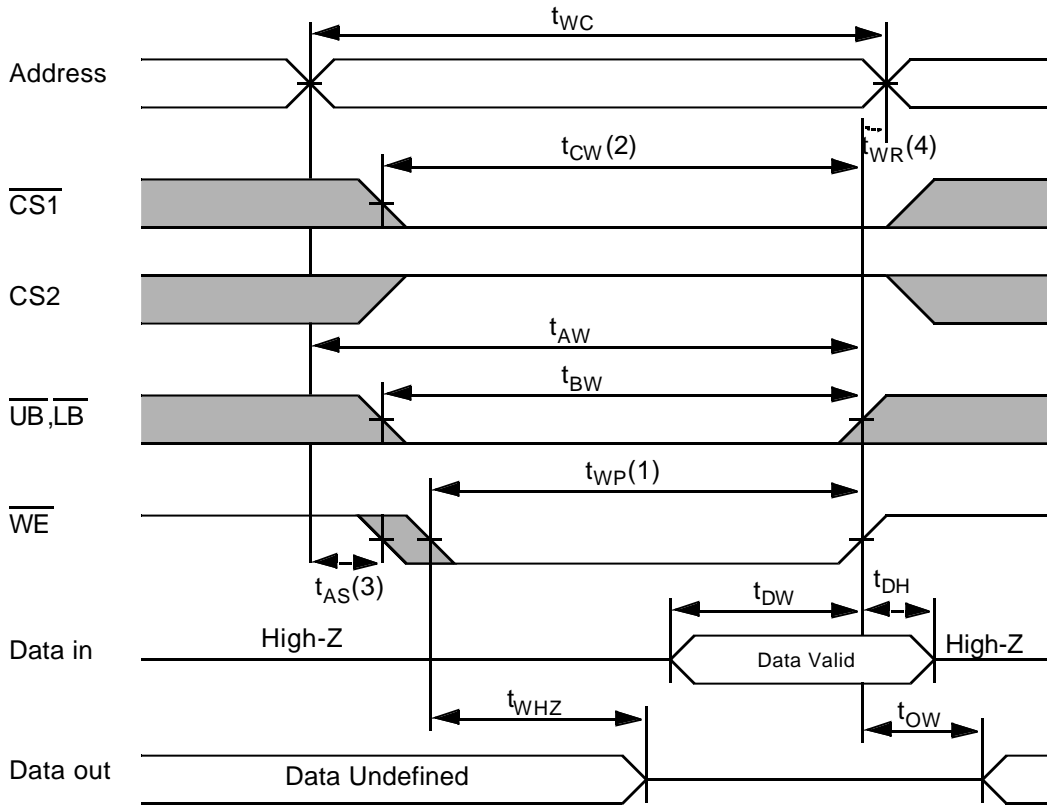 tWC
Address
tCW(2)
tWR(4)
CS1
CS2
tAW
tBW
UB,LB
tWP(1)
WE
tAS(3)
tDW
tDH
Data in
High-Z
Data Valid
High-Z
tWHZ
tOW
Data out
Data Undefined